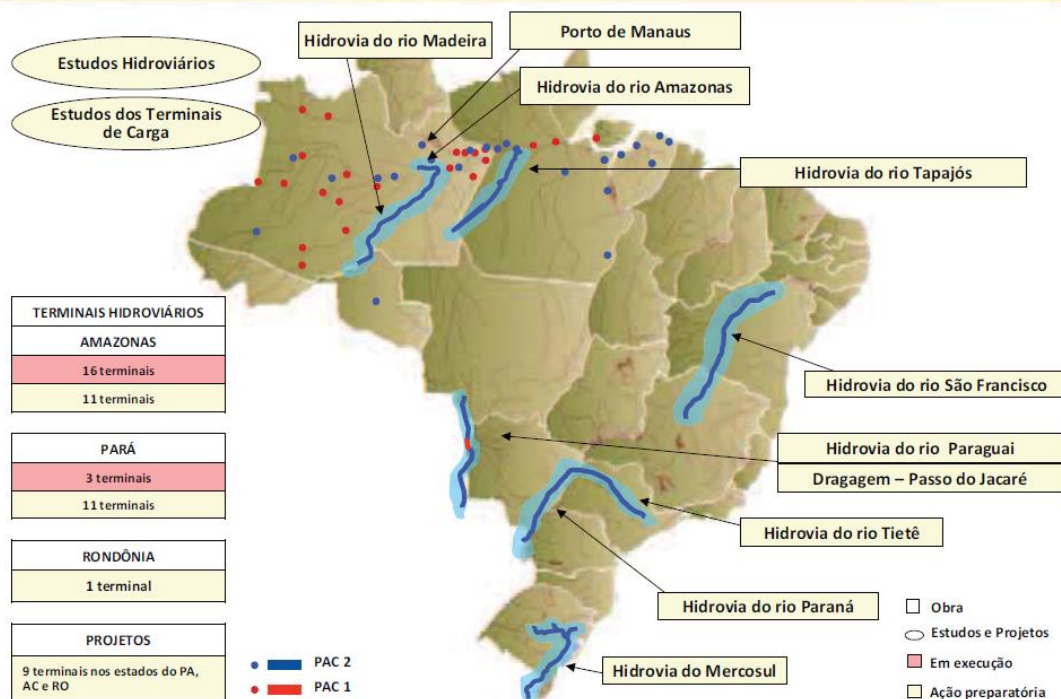 Estudos Hidroviários
Estudos dos Terminais
de Carga
Hidrovia do rio Madeira
Porto de Manaus
Hidrovia do rio Amazonas
Hidrovia do rio Tapajós
Hidrovia do rio São Francisco
Hidrovia do rio Paraguai
Dragagem – Passo do Jacaré
Hidrovia do rio Tietê
Hidrovia do rio Paraná
Hidrovia do Mercosul
TERMINAIS HIDROVIÁRIOS
AMAZONAS
16 terminais
11 terminais
PARÁ
3 terminais
11 terminais
RONDÔNIA
1 terminal
PROJETOS
9 terminais nos estados do PA,
AC e RO
PAC 2
PAC 1
Obra
Estudos e Projetos
Em execução
Ação preparatória